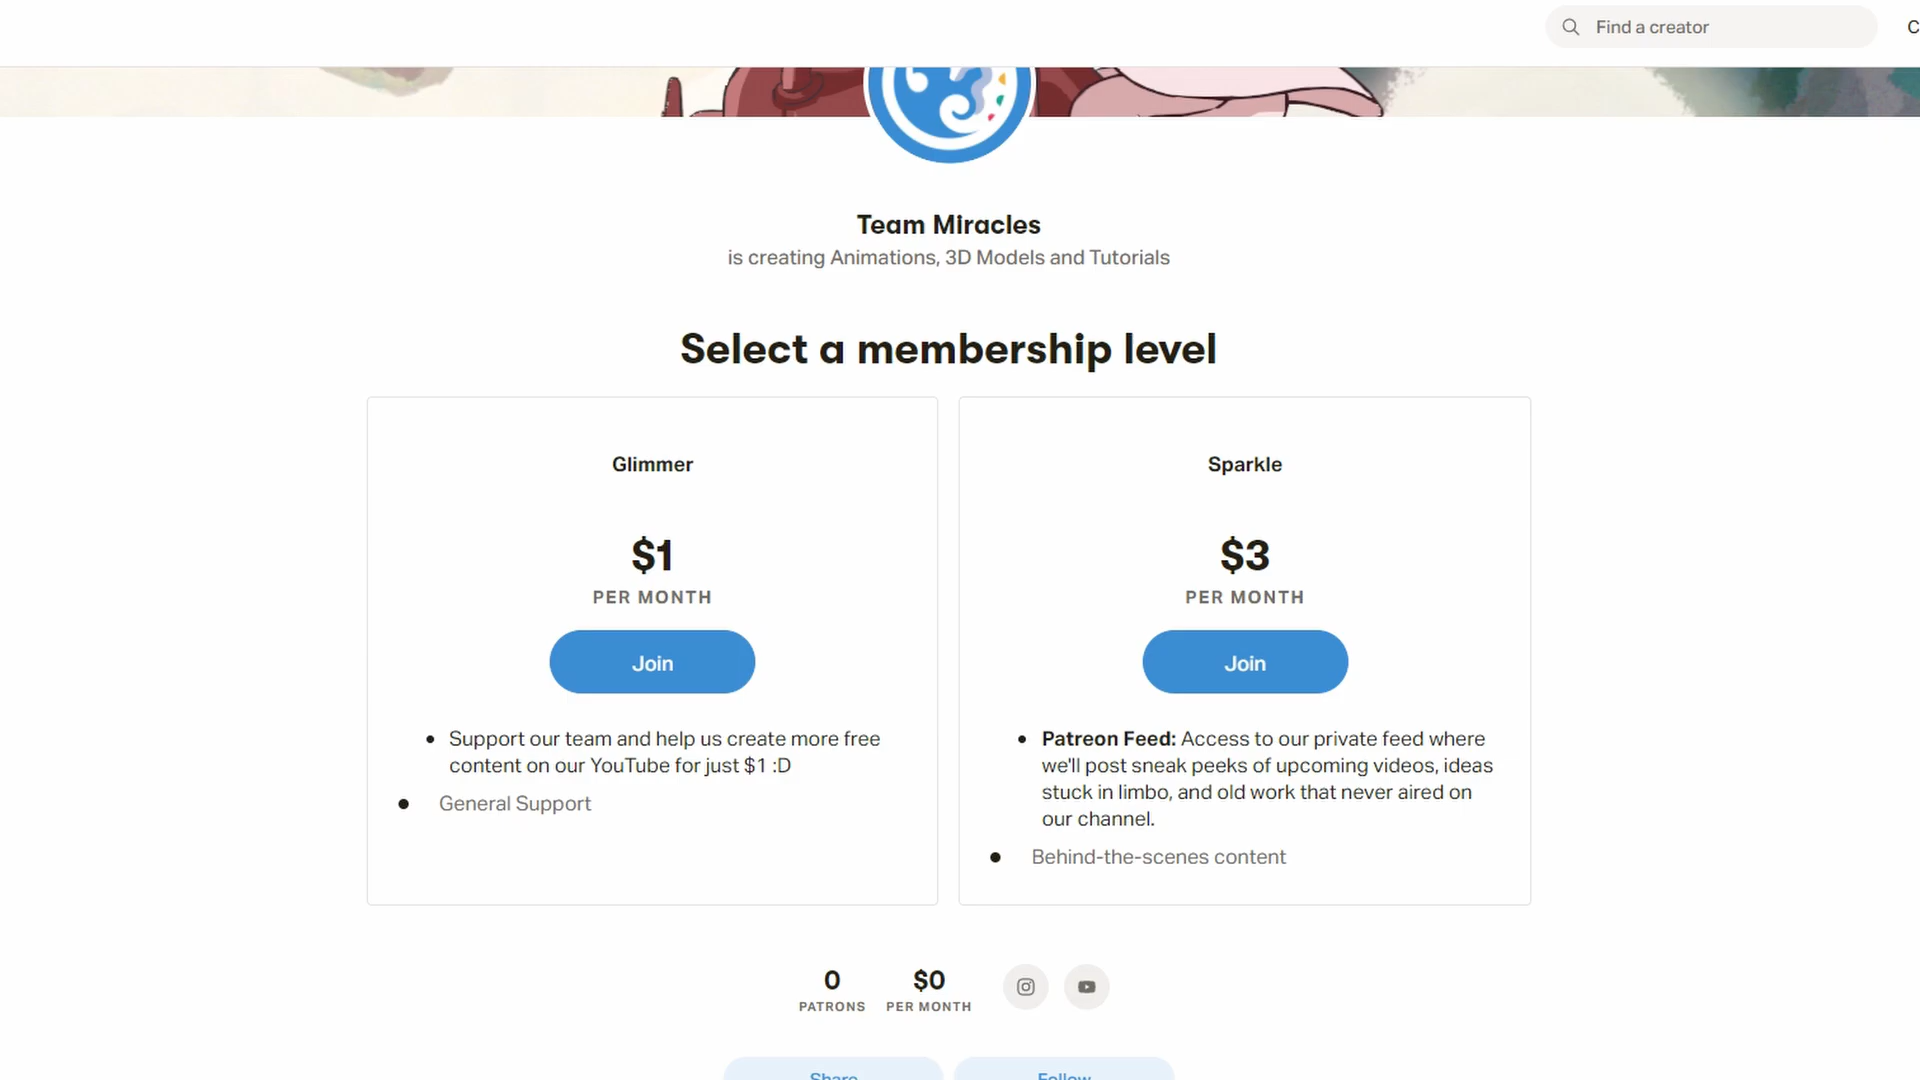 Find a creator
C
Team Miracles
is creating Animations, 3D Models and Tutorials
Select a membership level
Glimmer
$1
PER MONTH
Join
Support our team and help us create more free
content on our YouTube for just $1 :D
General Support
Sparkle
$3
PER MONTH
Join
Patreon Feed: Access to our private feed where
we'll post sneak peeks of upcoming videos, ideas
stuck in limbo, and old work that never aired on
our channel.
Behind-the-scenes content
0
PATRONS
$0
PER MONTH
Share
Follow